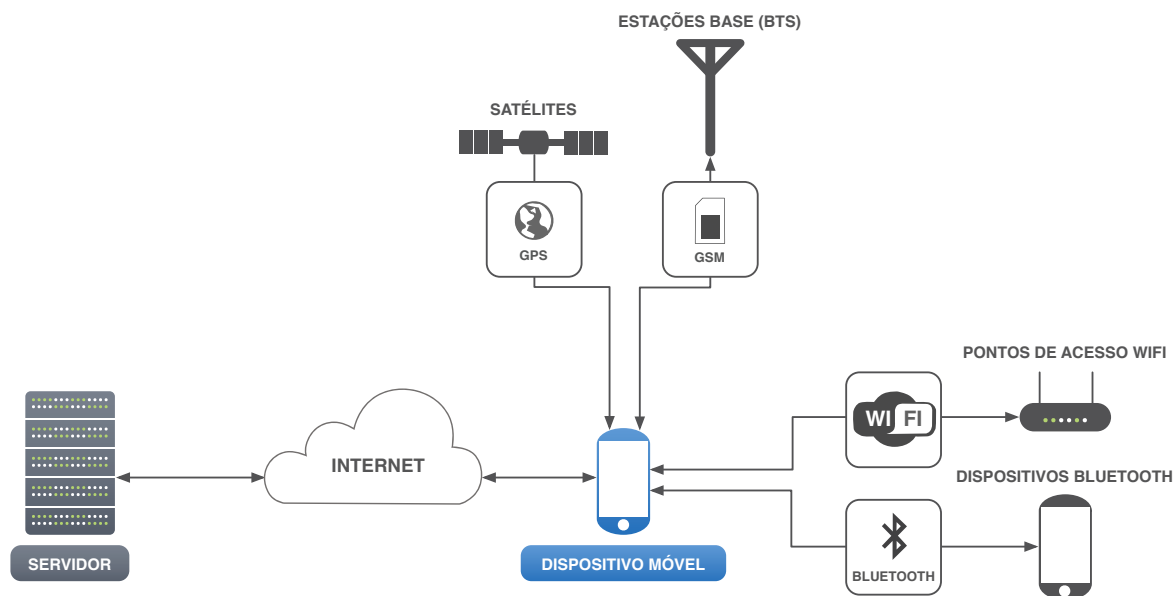 ESTAÇÕES BASE (BTS)
SATÉLITES
GPS
GSM
PONTOS DE ACESSO WIFI
WI FI
INTERNET
DISPOSITIVOS BLUETOOTH
SERVIDOR
DISPOSITIVO MÓVEL
BLUETOOTH